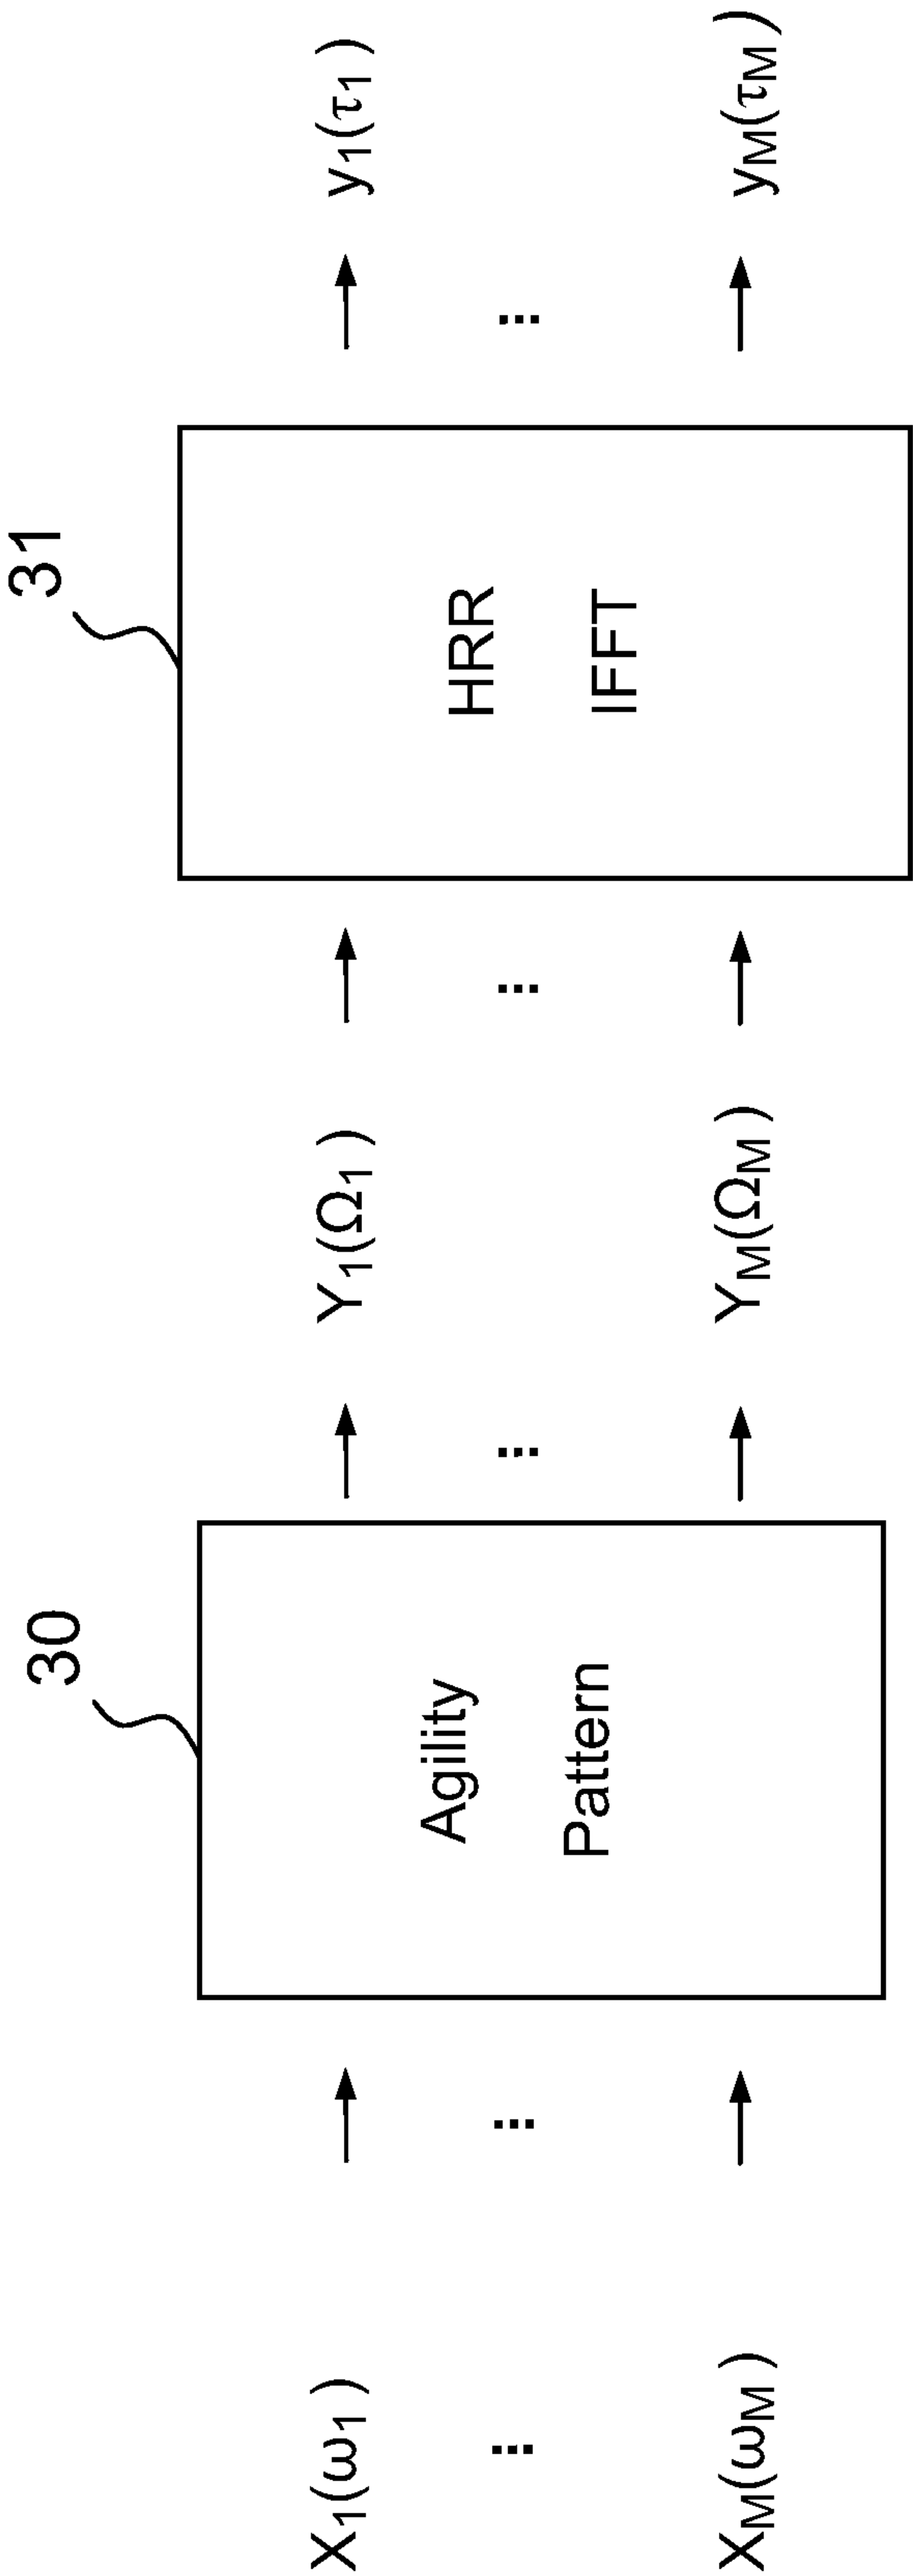 30
31
X1(ω1)
Y1(Ω1)
y1(τ1)
Agility
Pattern
HRR
IFFT
...
...
...
...
...
XM(ωM)
YM(ΩM)
yM(τM)